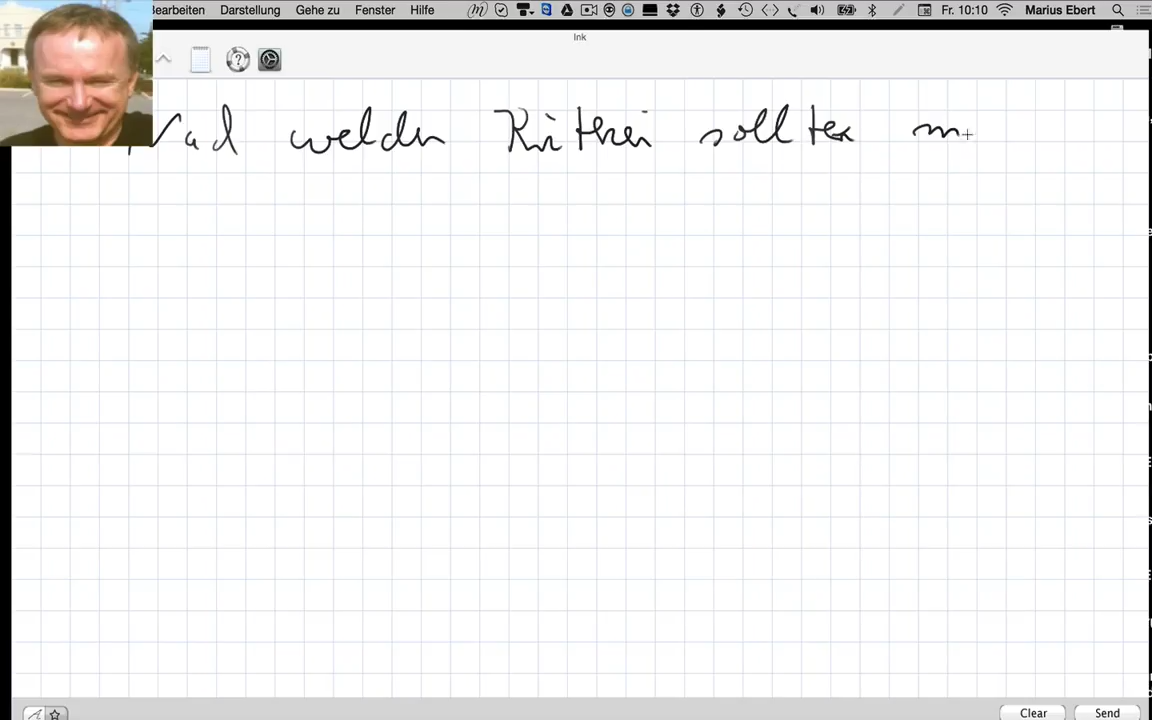 Bearbeiten Darstellung Gehe zu Fenster Hilfe Fr. 10:10 Marius Ebert
Ink
welchen Kriterien sollten
Clear Send